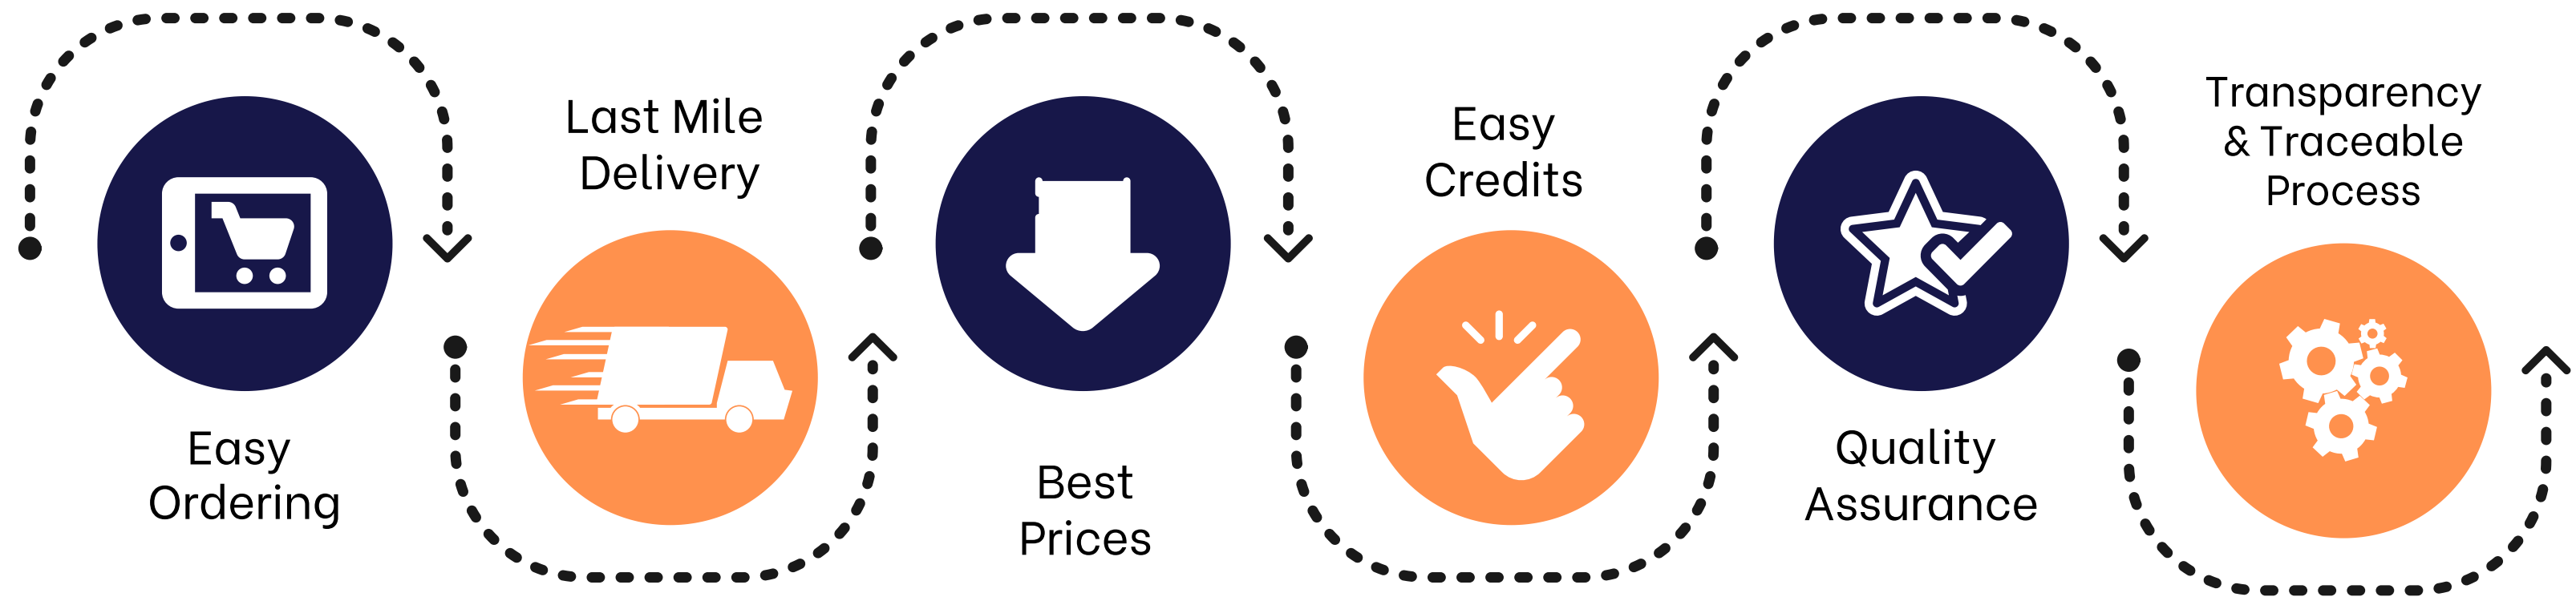 Easy
Ordering
Last Mile
Delivery
Best
Prices
Easy
Credits
Quality
Assurance
Transparency
& Traceable
Process